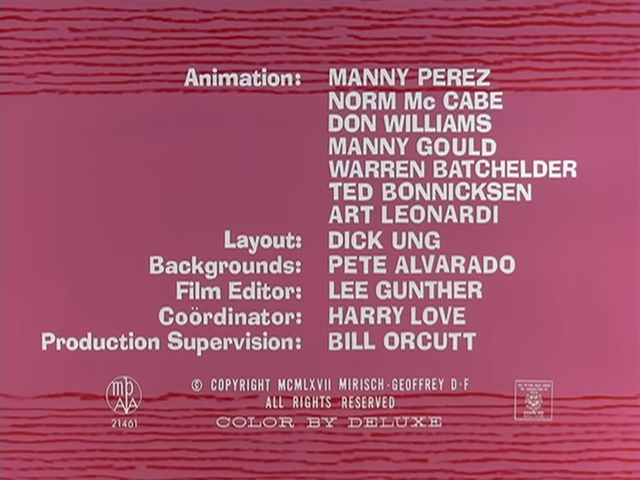 Animation: MANNY PEREZ
NORM Mc CABE
DON WILLIAMS
MANNY GOULD
WARREN BATCHELDER
TED BONNICKSEN
ART LEONARDI
Layout: DICK UNG
Backgrounds: PETE ALVARADO
Film Editor: LEE GUNTHER
Coördinator: HARRY LOVE
Production Supervision: BILL ORCUTT
© COPYRIGHT MCMLXVII MIRISCH-GEOFFREY D-F
ALL RIGHTS RESERVED
COLOR BY DELUXE
21461